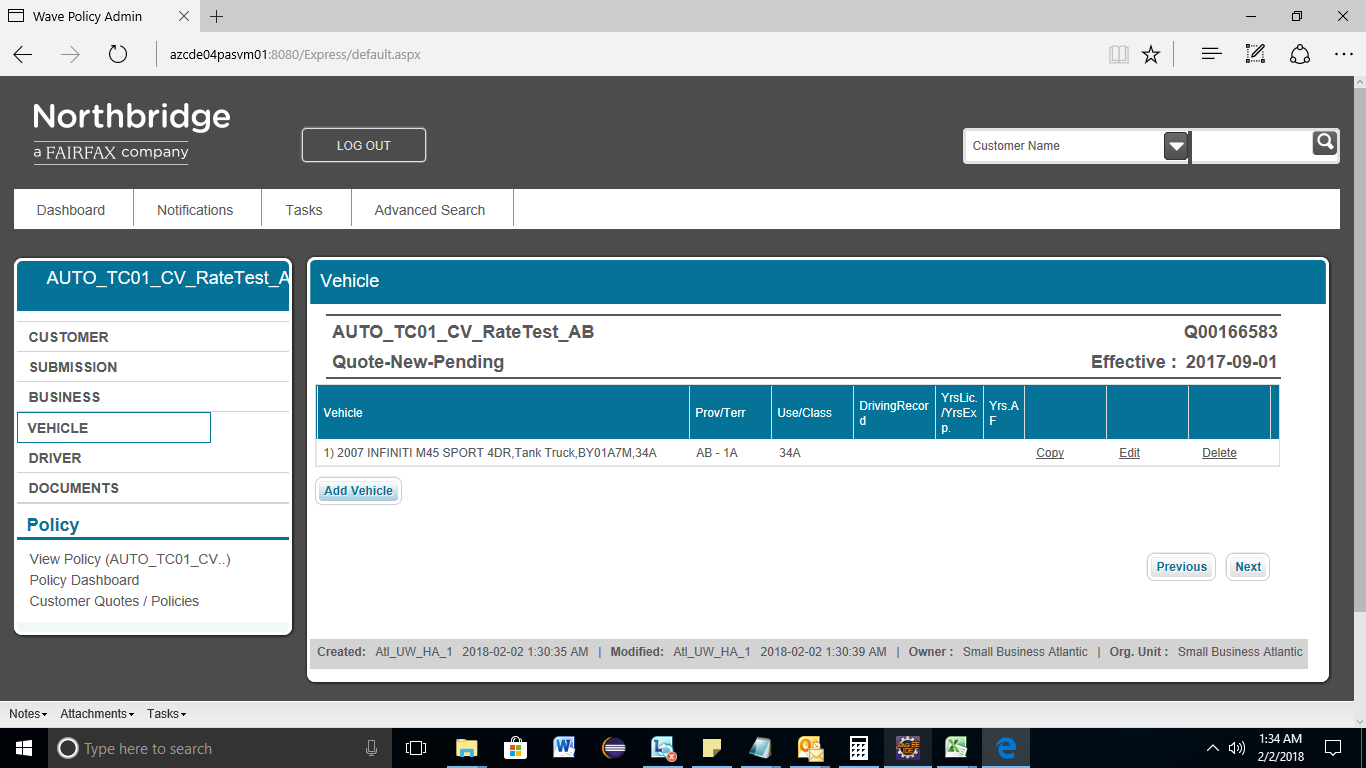 Wave Policy Admin
azcde04pasvm01:8080/Express/default.aspx
Northbridge
a FAIRFAX company
LOG OUT
Customer Name
Dashboard Notifications Tasks Advanced Search
AUTO_TC01_CV_RateTest_A
CUSTOMER
SUBMISSION
BUSINESS
VEHICLE
DRIVER
DOCUMENTS
Policy
View Policy (AUTO_TC01_CV..)
Policy Dashboard
Customer Quotes / Policies
Vehicle
AUTO_TC01_CV_RateTest_AB Q00166583
Quote-New-Pending Effective : 2017-09-01
Vehicle Prov/Terr Use/Class DrivingRecor
d YrsLic.
/YrsEx
p. Yrs.A
F
1) 2007 INFINITI M45 SPORT 4DR,Tank Truck,BY01A7M,34A AB - 1A 34A Copy Edit Delete
Add Vehicle
Previous Next
Created: Atl_UW_HA_1 2018-02-02 1:30:35 AM | Modified: Atl_UW_HA_1 2018-02-02 1:30:39 AM | Owner : Small Business Atlantic | Org. Unit : Small Business Atlantic
Notes Attachments Tasks
Type here to search
1:34 AM
2/2/2018